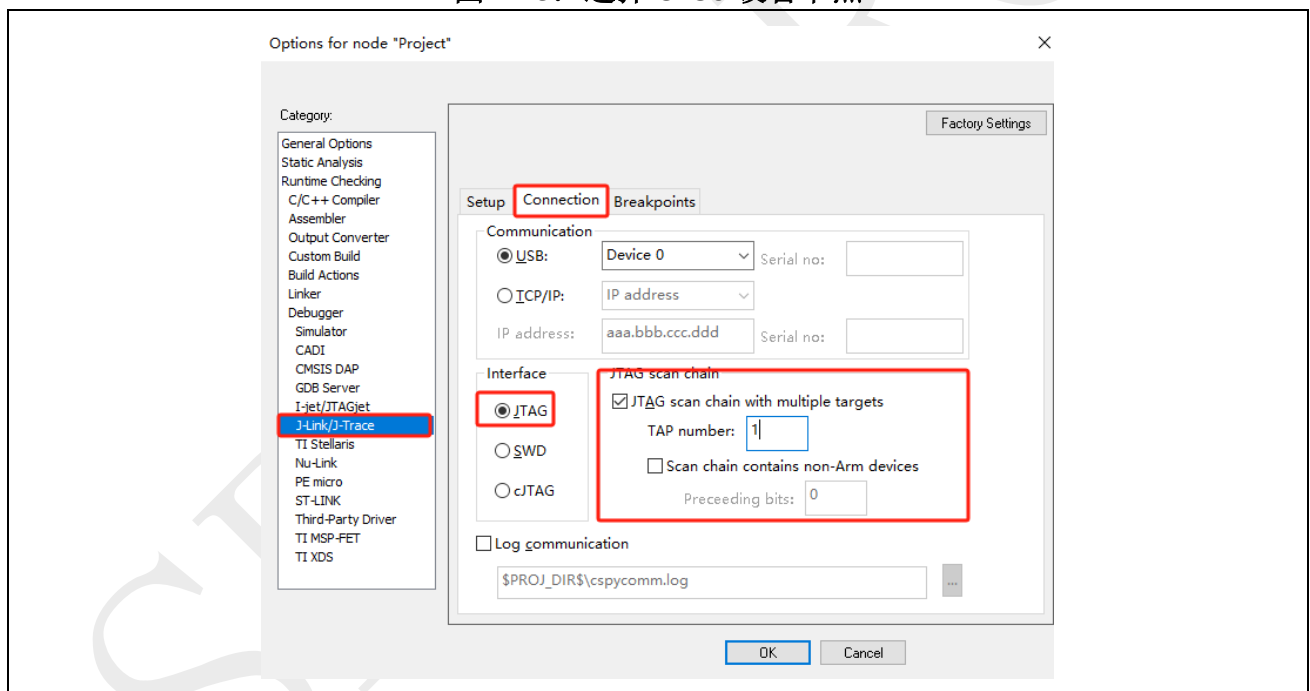 Options for node "Project"
Category:
Factory Settings
General Options
Static Analysis
Runtime Checking
C/C++ Compiler
Assembler
Output Converter
Custom Build
Build Actions
Linker
Debugger
Simulator
CADI
CMSIS DAP
GDB Server
I-jet/JTAGjet
J-Link/J-Trace
TI Stellaris
Nu-Link
PE micro
ST-LINK
Third-Party Driver
TI MSP-FET
TI XDS
Setup Connection Breakpoints
Communication
USB: Device 0 Serial no:
TCP/IP: IP address
IP address: aaa.bbb.ccc.ddd Serial no:
Interface
JTAG
SWD
cJTAG
JTAG scan chain
JTAG scan chain with multiple targets
TAP number: 1
Scan chain contains non-Arm devices
Preceeding bits: 0
Log communication
$PROJ_DIR$\cspycomm.log ...
OK Cancel